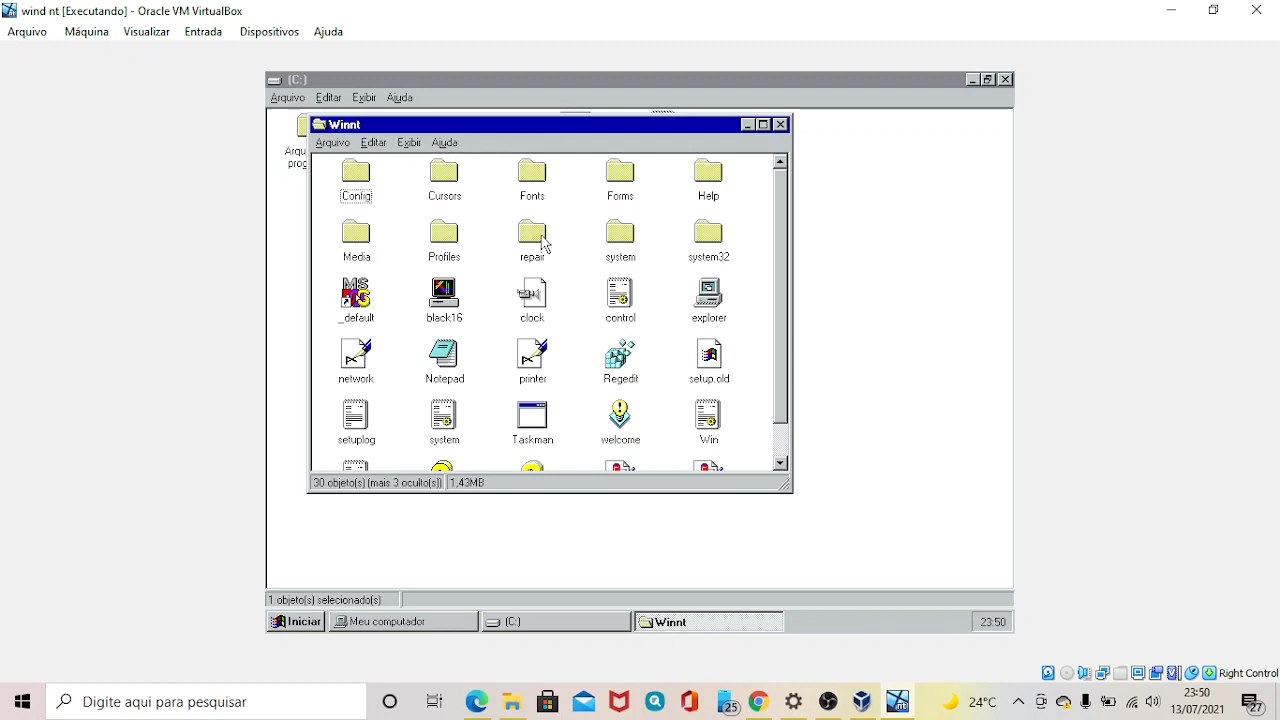 wind nt [Executando] - Oracle VM VirtualBox
Arquivo Máquina Visualizar Entrada Dispositivos Ajuda
(C:)
Arquivo Editar Exibir Ajuda
Winnt
Arquivo Editar Exibir Ajuda
Config Cursors Fonts Forms Help
Media Profiles repair system system32
_default black16 clock control explorer
network Notepad printer Regedit setup.old
setuplog system Taskman welcome Win
30 objeto(s) (mais 3 oculto(s)) 1,43MB
1 objeto(s) selecionado(s)
Iniciar Meu computador (C:) Winnt 23:50
Right Control
Digite aqui para pesquisar 25 24°C 23:50
13/07/2021 27